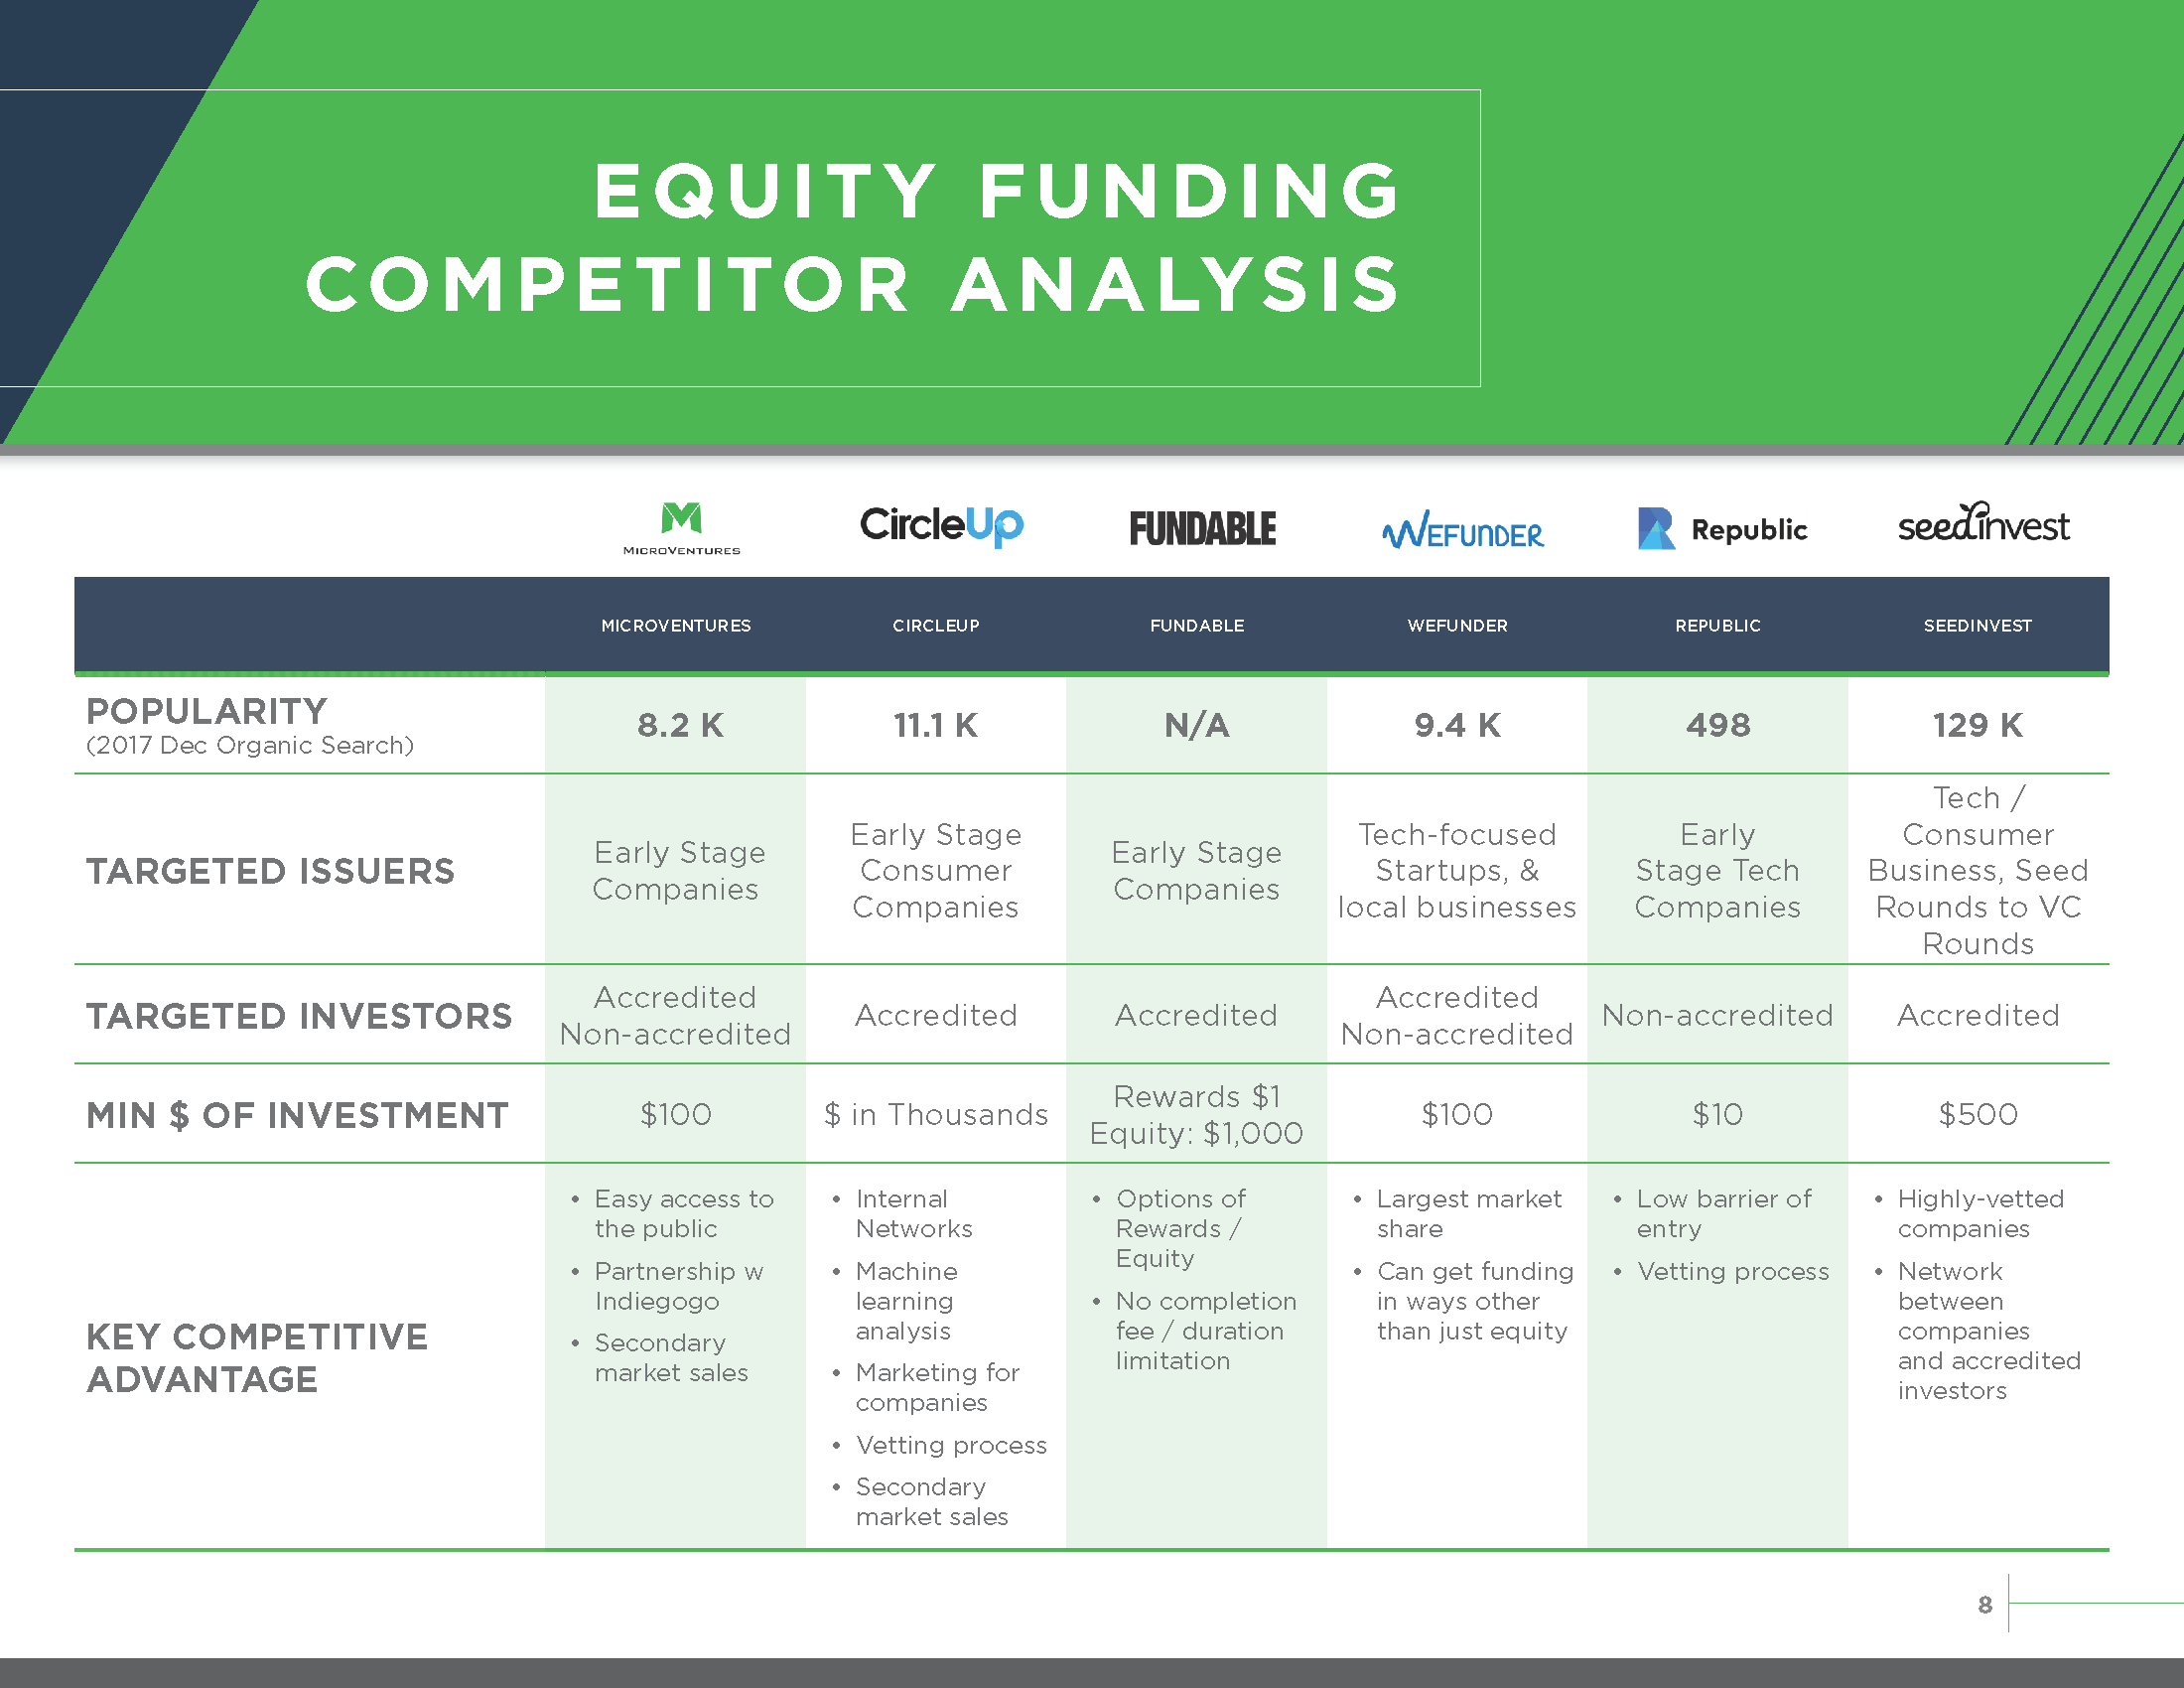 EQUITY FUNDING
COMPETITOR ANALYSIS
MICROVENTURES
CircleUp
FUNDABLE
WEFUNDER
Republic
seedinvest
MICROVENTURES
CIRCLEUP
FUNDABLE
WEFUNDER
REPUBLIC
SEEDINVEST
POPULARITY
(2017 Dec Organic Search)
8.2 K
11.1 K
N/A
9.4 K
498
129 K
TARGETED ISSUERS
Early Stage
Companies
Early Stage
Consumer
Companies
Early Stage
Companies
Tech-focused
Startups, &
local businesses
Early
Stage Tech
Companies
Tech /
Consumer
Business, Seed
Rounds to VC
Rounds
TARGETED INVESTORS
Accredited
Non-accredited
Accredited
Accredited
Accredited
Non-accredited
Non-accredited
Accredited
MIN $ OF INVESTMENT
$100
$ in Thousands
Rewards $1
Equity: $1,000
$100
$10
$500
KEY COMPETITIVE
ADVANTAGE
• Easy access to
the public
• Partnership w
Indiegogo
• Secondary
market sales
• Internal
Networks
• Machine
learning
analysis
• Marketing for
companies
• Vetting process
• Secondary
market sales
• Options of
Rewards /
Equity
• No completion
fee / duration
limitation
• Largest market
share
• Can get funding
in ways other
than just equity
• Low barrier of
entry
• Vetting process
• Highly-vetted
companies
• Network
between
companies
and accredited
investors
8